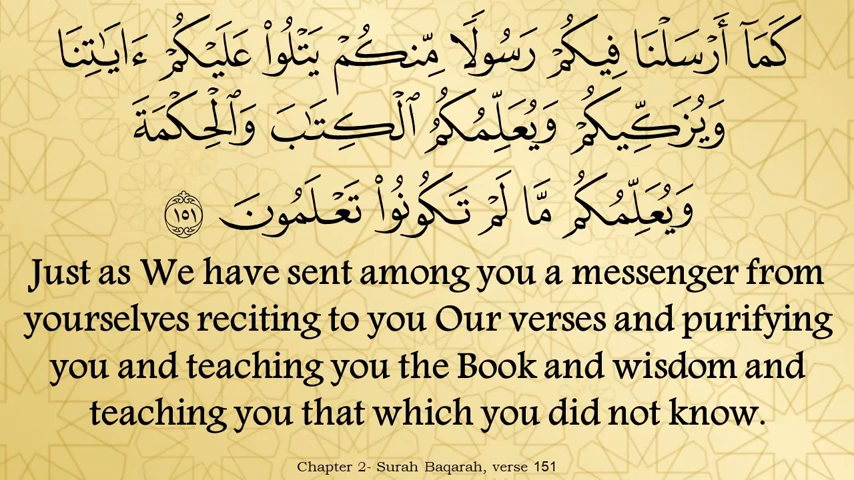 كَمَآ أَرْسَلْنَا فِيكُمْ رَسُولًا مِّنكُمْ يَتْلُوا۟ عَلَيْكُمْ ءَايَـٰتِنَا
وَيُزَكِّيكُمْ وَيُعَلِّمُكُمُ ٱلْكِتَـٰبَ وَٱلْحِكْمَةَ
وَيُعَلِّمُكُم مَّا لَمْ تَكُونُوا۟ تَعْلَمُونَ ١٥١
Just as We have sent among you a messenger from
yourselves reciting to you Our verses and purifying
you and teaching you the Book and wisdom and
teaching you that which you did not know.
Chapter 2- Surah Baqarah, verse 151